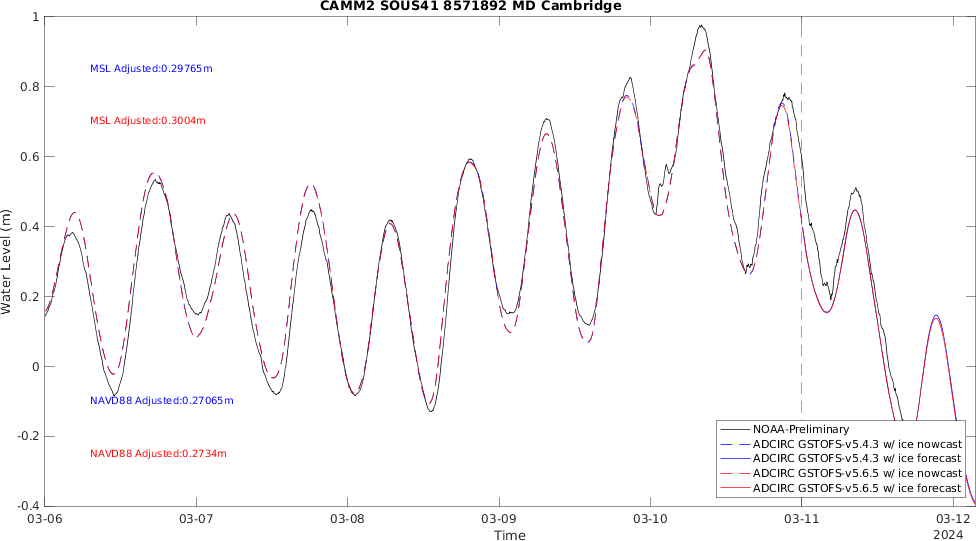 CAMM2 SOUS41 8571892 MD Cambridge
1
MSL Adjusted:0.29765m
0.8
MSL Adjusted:0.3004m
0.6
0.4
Water Level (m)
0.2
0
NAVD88 Adjusted:0.27065m
-0.2
NAVD88 Adjusted:0.2734m
NOAA-Preliminary
ADCIRC GSTOFS-v5.4.3 w/ ice nowcast
ADCIRC GSTOFS-v5.4.3 w/ ice forecast
ADCIRC GSTOFS-v5.6.5 w/ ice nowcast
ADCIRC GSTOFS-v5.6.5 w/ ice forecast
-0.4
03-06 03-07 03-08 03-09 03-10 03-11 03-12
Time
2024